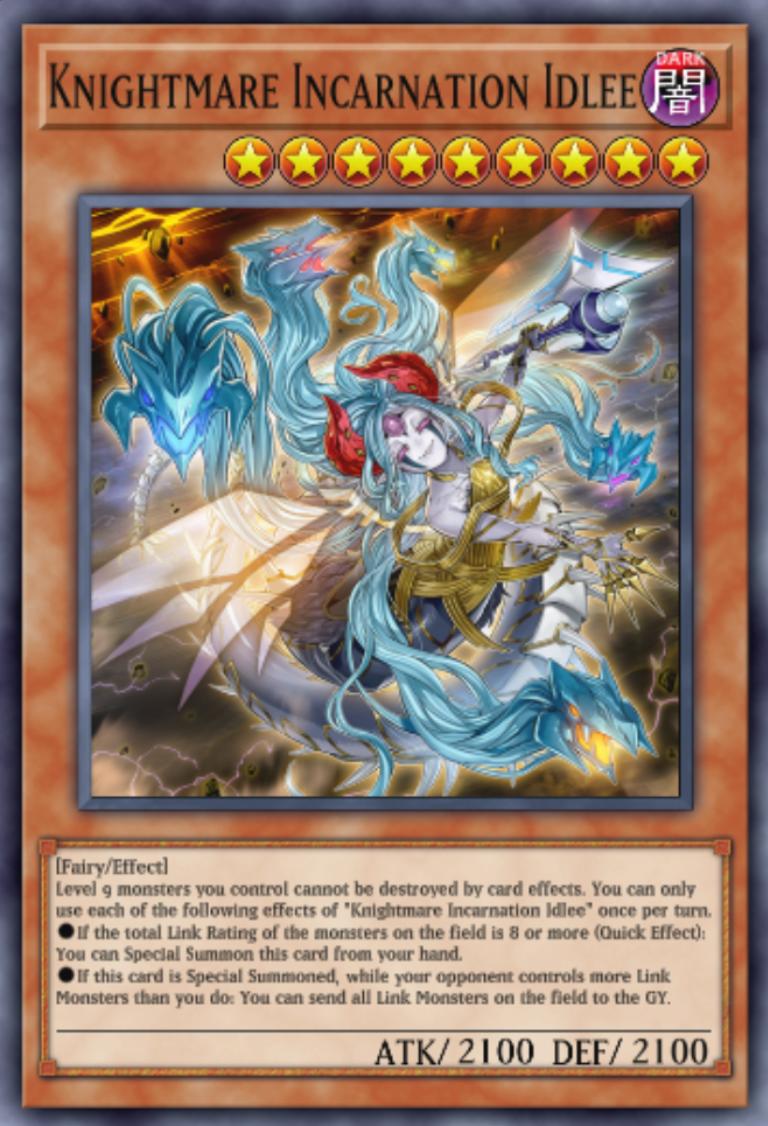 Knightmare Incarnation Idlee
DARK
闇
[Fairy/Effect]
Level 9 monsters you control cannot be destroyed by card effects. You can only
use each of the following effects of "Knightmare Incarnation Idlee" once per turn.
●If the total Link Rating of the monsters on the field is 8 or more (Quick Effect):
You can Special Summon this card from your hand.
●If this card is Special Summoned, while your opponent controls more Link
Monsters than you do: You can send all Link Monsters on the field to the GY.
ATK/ 2100 DEF/ 2100